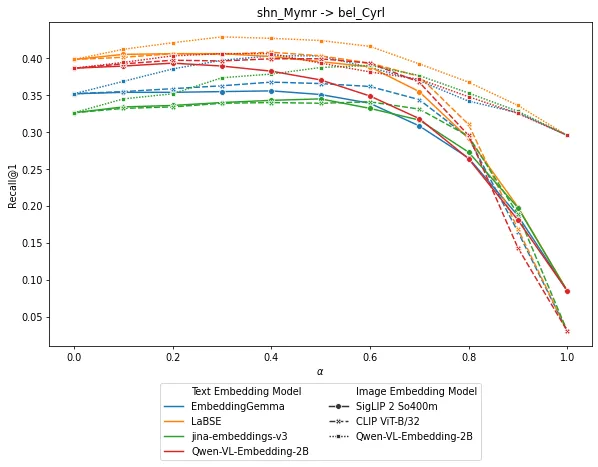 shn_Mymr -> bel_Cyrl
Recall@1
0.40
0.35
0.30
0.25
0.20
0.15
0.10
0.05
0.0 0.2 0.4 0.6 0.8 1.0
α
Text Embedding Model
EmbeddingGemma
LaBSE
jina-embeddings-v3
Qwen-VL-Embedding-2B
Image Embedding Model
SigLIP 2 So400m
CLIP ViT-B/32
Qwen-VL-Embedding-2B